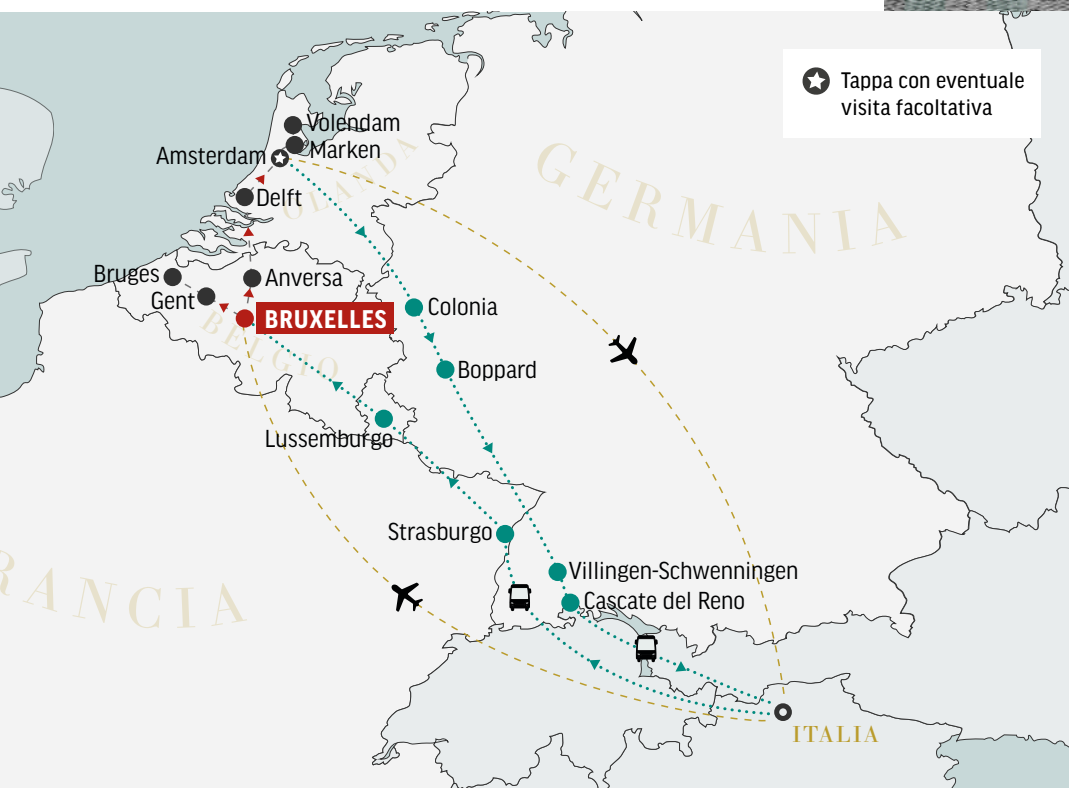 Tappa con eventuale
visita facoltativa
Volendam
Marken
Amsterdam
OLANDA
GERMANIA
Delft
Bruges
Anversa
Gent
BRUXELLES
BELGIO
Colonia
Boppard
Lussemburgo
Strasburgo
Villingen-Schwenningen
Cascate del Reno
RANCIA
ITALIA